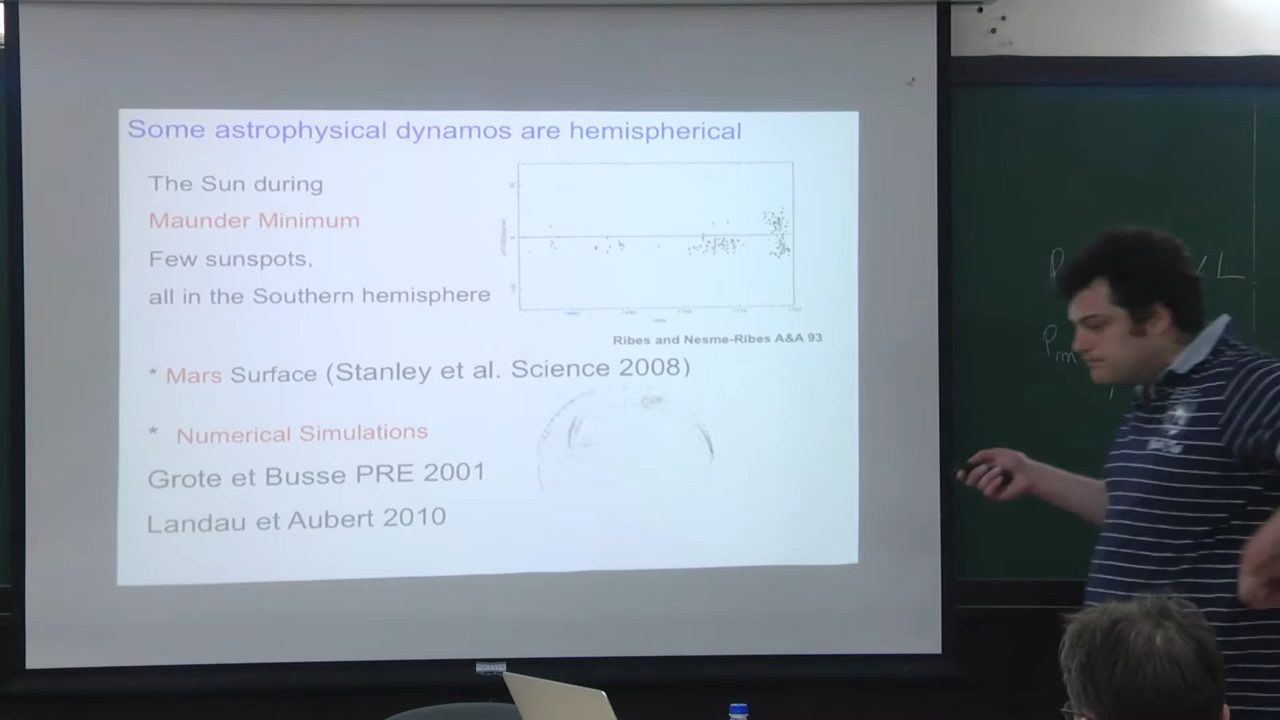 Some astrophysical dynamos are hemispherical
The Sun during
Maunder Minimum
Few sunspots,
all in the Southern hemisphere
Ribes and Nesme-Ribes A&A 93
* Mars Surface (Stanley et al. Science 2008)
* Numerical Simulations
Grote et Busse PRE 2001
Landau et Aubert 2010
L
Pm